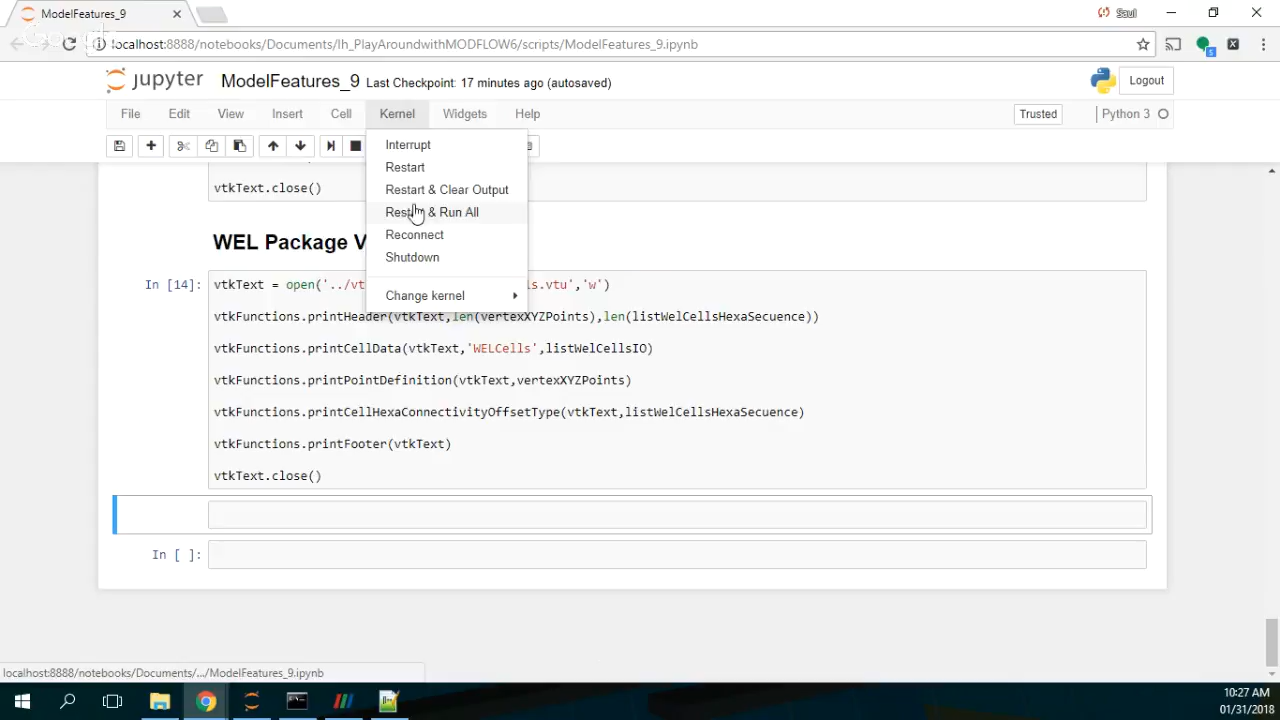 ModelFeatures_9
Saul
localhost:8888/notebooks/Documents/lh_PlayAroundwithMODFLOW6/scripts/ModelFeatures_9.ipynb
5
jupyter ModelFeatures_9 Last Checkpoint: 17 minutes ago (autosaved)
Logout
File Edit View Insert Cell Kernel Widgets Help
Trusted
Python 3
Interrupt
Restart
Restart & Clear Output
& Run All
Reconnect
Shutdown
Change kernel
vtkText.close()
WEL Package V
In [14]:
vtkText = open('../vt
s.vtu','w')
vtkFunctions.printHeader(vtkText,len(vertexXYZPoints),len(listWelCellsHexaSecuence))
vtkFunctions.printCellData(vtkText,'WELCells',listWelCellsIO)
vtkFunctions.printPointDefinition(vtkText,vertexXYZPoints)
vtkFunctions.printCellHexaConnectivityOffsetType(vtkText,listWelCellsHexaSecuence)
vtkFunctions.printFooter(vtkText)
vtkText.close()
In [ ]:
localhost:8888/notebooks/Documents/.../ModelFeatures_9.ipynb
10:27 AM
01/31/2018